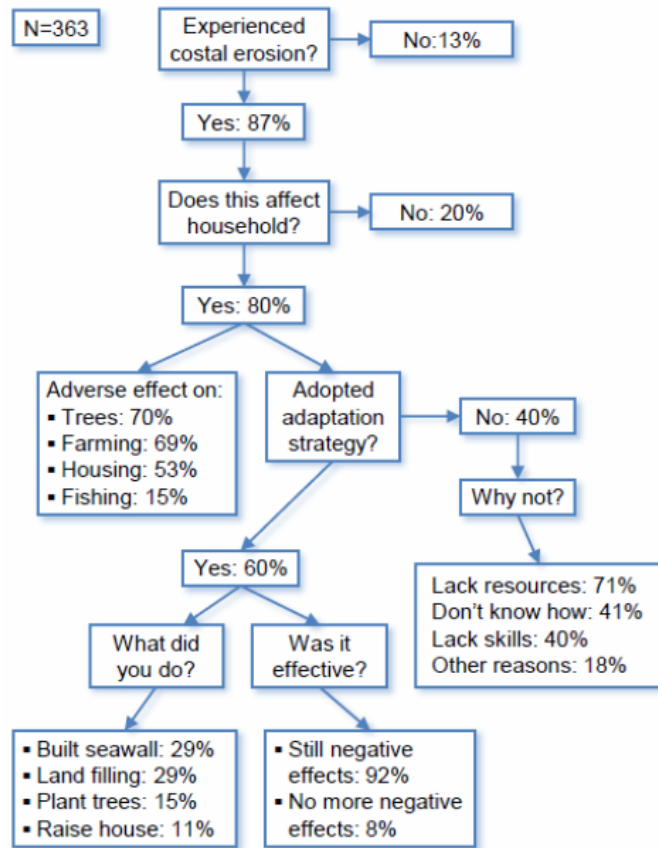 N=363
Experienced
costal erosion?
No:13%
Yes: 87%
Does this affect
household?
No: 20%
Yes: 80%
Adverse effect on:
▪ Trees: 70%
▪ Farming: 69%
▪ Housing: 53%
▪ Fishing: 15%
Adopted
adaptation
strategy?
No: 40%
Why not?
Lack resources: 71%
Don't know how: 41%
Lack skills: 40%
Other reasons: 18%
Yes: 60%
What did
you do?
Was it
effective?
▪ Built seawall: 29%
▪ Land filling: 29%
▪ Plant trees: 15%
▪ Raise house: 11%
▪ Still negative
effects: 92%
▪ No more negative
effects: 8%